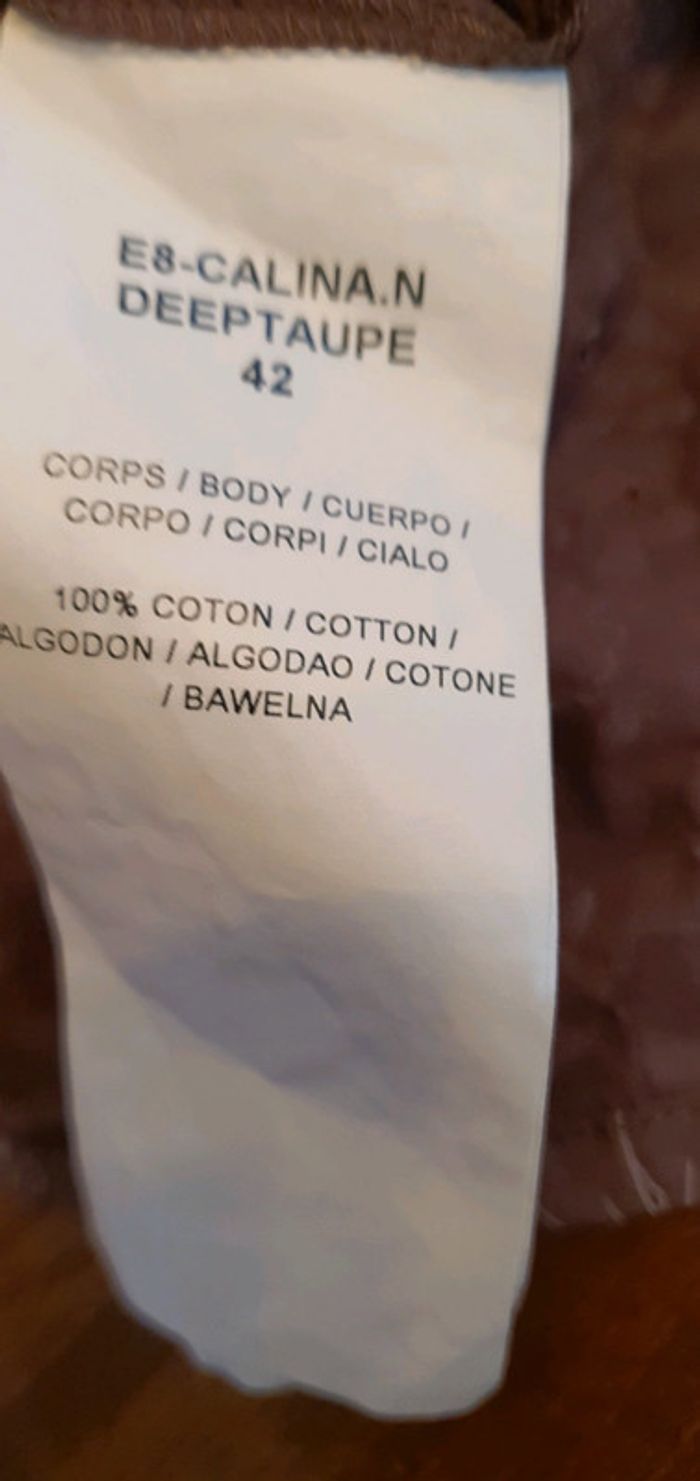 E8-CALINA.N
DEEPTAUPE
42
CORPS / BODY / CUERPO /
CORPO / CORPI / CIALO
100% COTON / COTTON /
ALGODON / ALGODAO / COTONE
/ BAWELNA